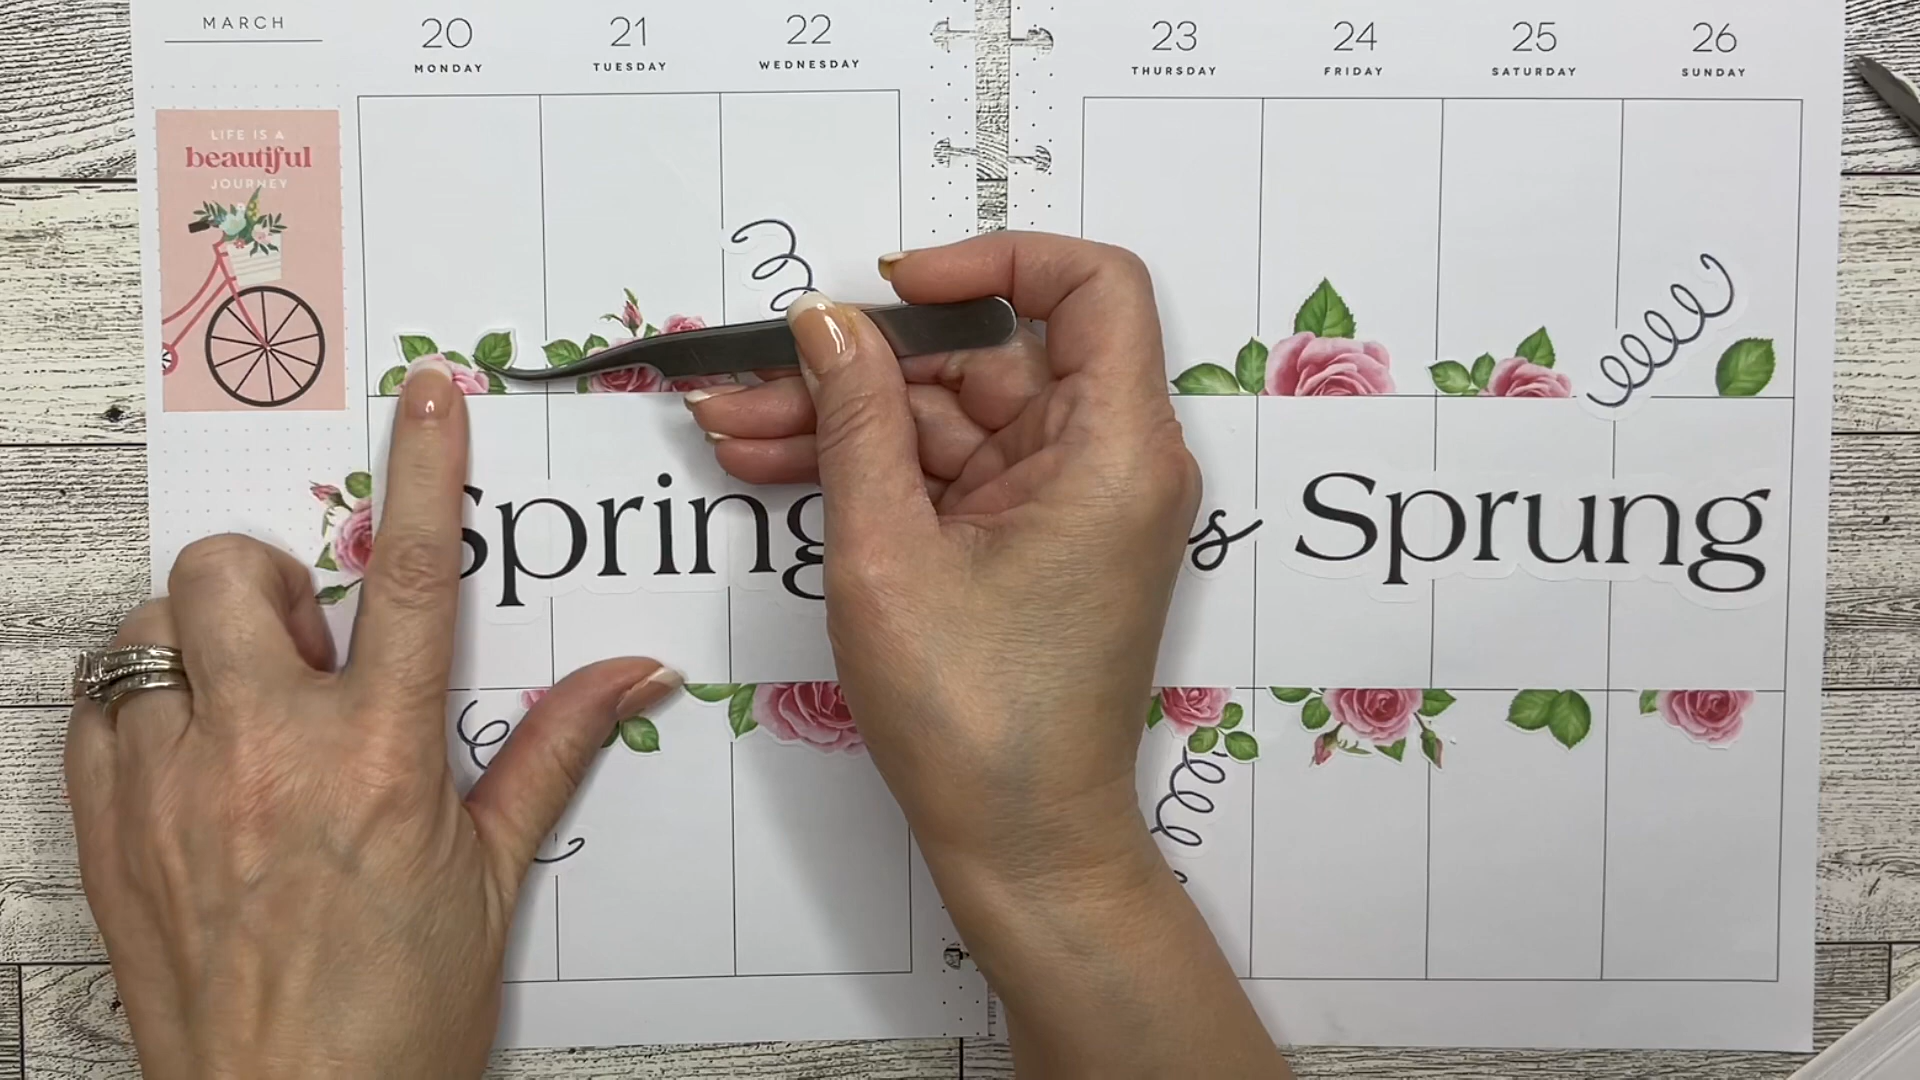 MARCH
20
MONDAY
21
TUESDAY
22
WEDNESDAY
23
THURSDAY
24
FRIDAY
25
SATURDAY
26
SUNDAY
LIFE IS A
beautiful
JOURNEY
Spring s Sprung